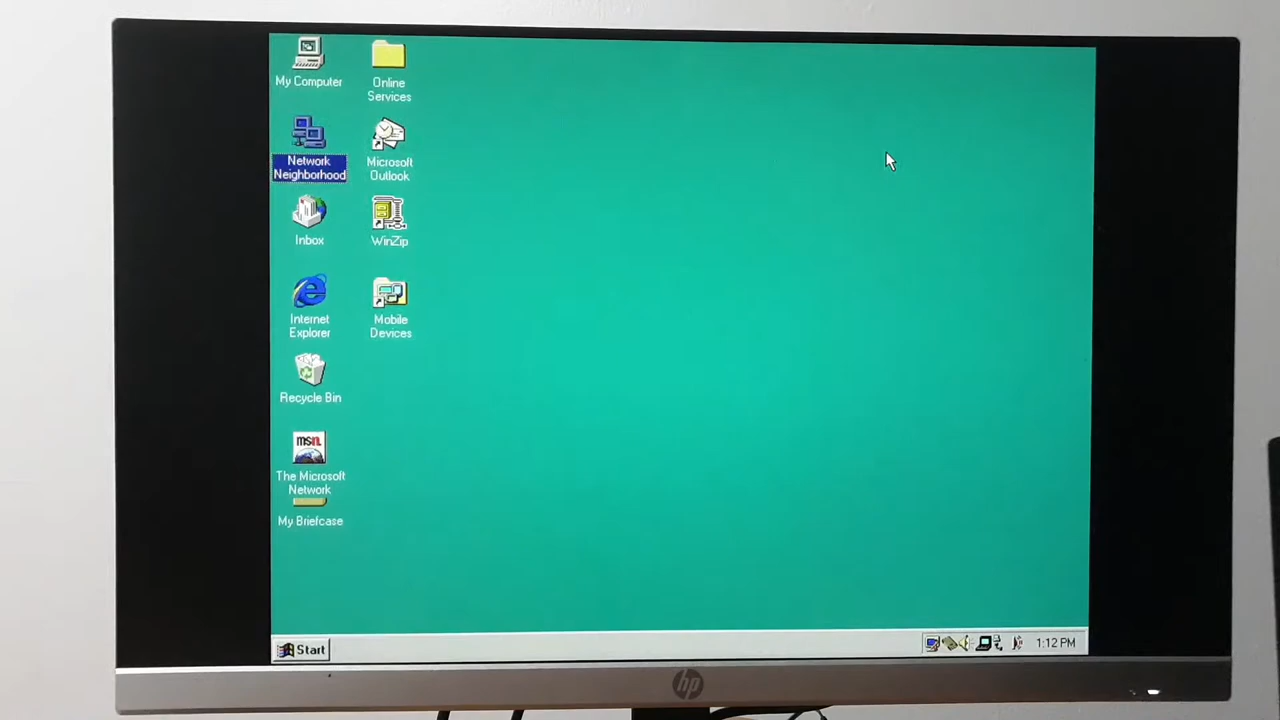 My Computer
Online
Services
Network
Neighborhood
Microsoft
Outlook
Inbox
WinZip
Internet
Explorer
Mobile
Devices
Recycle Bin
msn
The Microsoft
Network
My Briefcase
Start
1:12 PM
hp